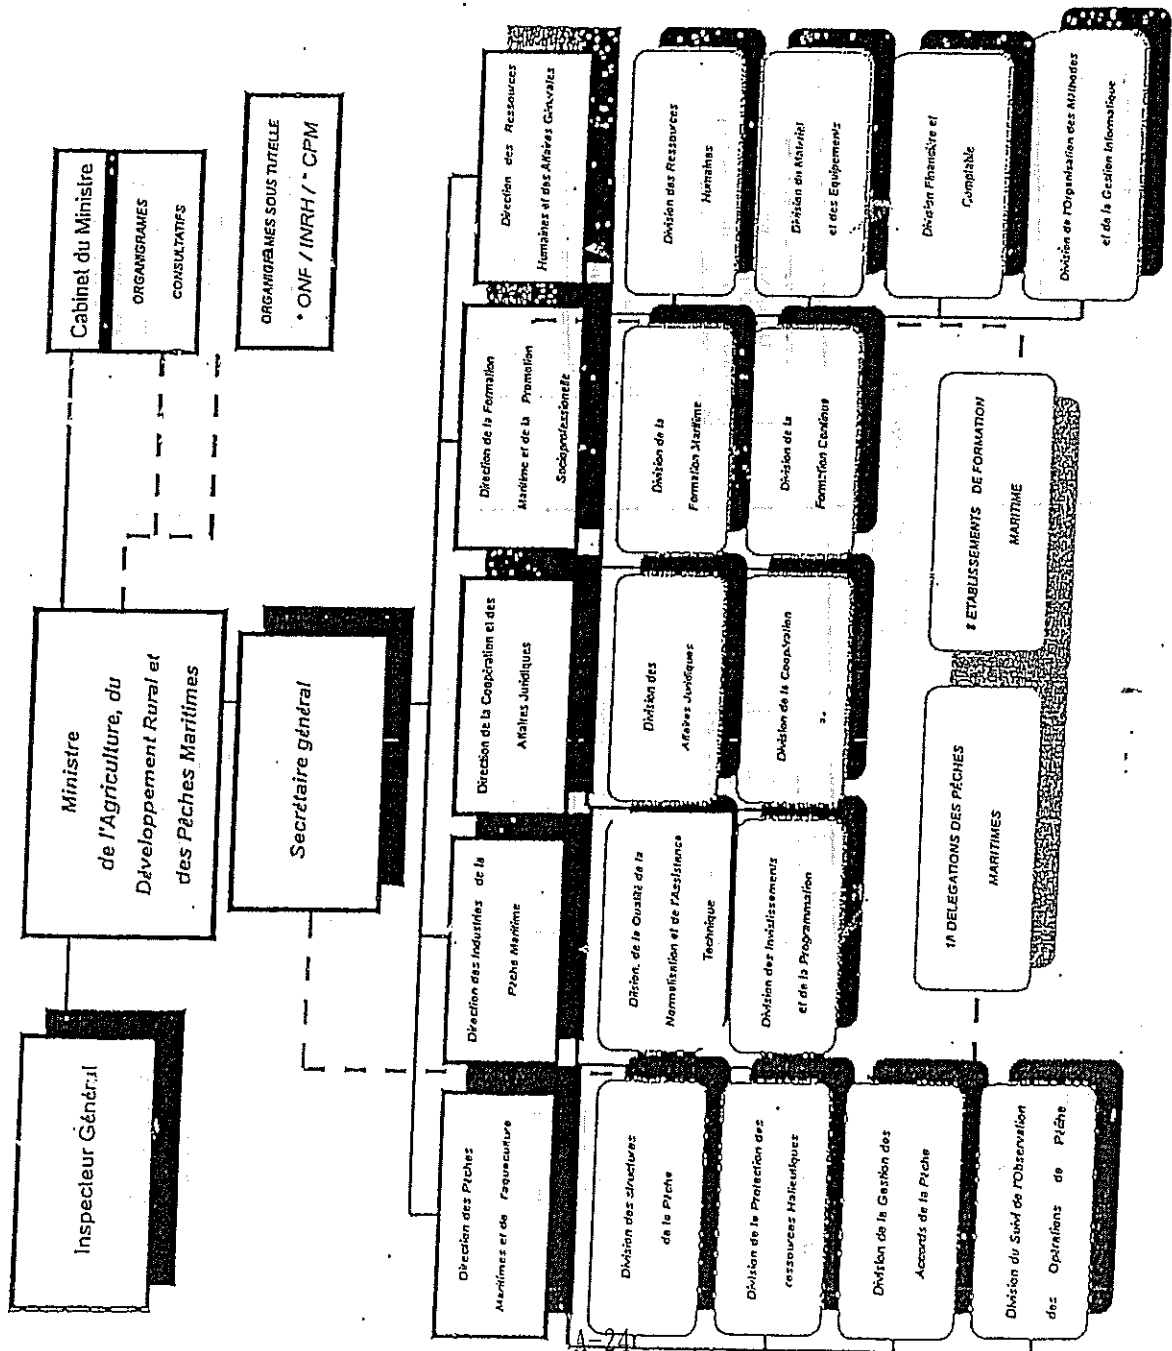 Inspecteur Général
Ministre
de l'Agriculture, du
Développement Rural et
des Pêches Maritimes
Cabinet du Ministre
ORGANIGRAMES
CONSULTATIFS
ORGANIGRAMES SOUS TUTELLE
* ONF / INRH / * CPM
Secrétaire général
Direction des Pêches
Maritimes et de l'aquaculture
Direction des Industries de la
Pêche Maritime
Direction de la Coopération et des
Affaires Juridiques
Direction de la Formation
Maritime et de la Promotion
Socioprofessionelle
Direction des Ressources
Humaines et des Affaires Générales
Division des structures
de la Pêche
Division de la Protection des
ressources Halieutiques
Division de la Gestion des
Accords de la Pêche
Division du Suivi de l'Observation
des Opérations de Pêche
de la Qualité de la
Normalisation et de l'Assistance
Technique
Division des Invistissements
et de la Programmation
Division des
Affaires Juridiques
Division de la Coopération
Division de la
Formation Maritime
Division de la
Formation Continue
Division des Ressources
Humaines
Division du Matériel
et des Equipements
Division Financière et
Comptable
Division de l'Organisation des Méthodes
et de la Gestion Informatique
DELEGATIONS DES PÊCHES
MARITIMES
ETABLISSEMENTS DE FORMATION
MARITIME
A-24